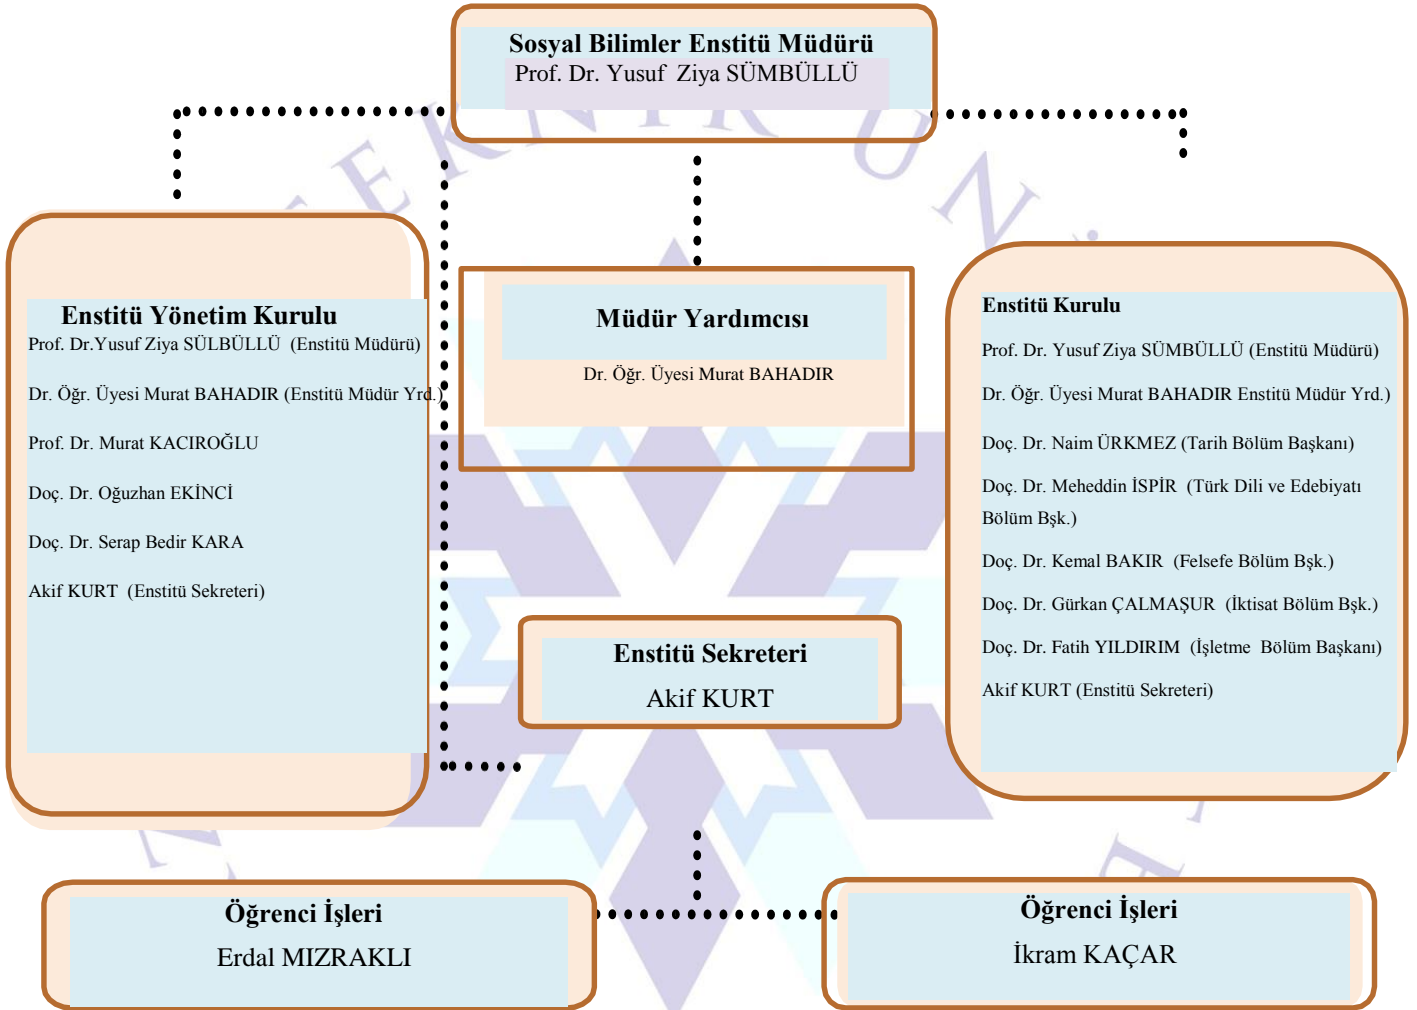 Sosyal Bilimler Enstitü Müdürü
Prof. Dr. Yusuf Ziya SÜMBÜLLÜ
Enstitü Yönetim Kurulu
Prof. Dr.Yusuf Ziya SÜLBÜLLÜ (Enstitü Müdürü)
Dr. Öğr. Üyesi Murat BAHADIR (Enstitü Müdür Yrd.)
Prof. Dr. Murat KACIROĞLU
Doç. Dr. Oğuzhan EKİNCİ
Doç. Dr. Serap Bedir KARA
Akif KURT (Enstitü Sekreteri)
Müdür Yardımcısı
Dr. Öğr. Üyesi Murat BAHADIR
Enstitü Kurulu
Prof. Dr. Yusuf Ziya SÜMBÜLLÜ (Enstitü Müdürü)
Dr. Öğr. Üyesi Murat BAHADIR Enstitü Müdür Yrd.)
Doç. Dr. Naim ÜRKMEZ (Tarih Bölüm Başkanı)
Doç. Dr. Meheddin İSPİR (Türk Dili ve Edebiyatı
Bölüm Bşk.)
Doç. Dr. Kemal BAKIR (Felsefe Bölüm Bşk.)
Doç. Dr. Gürkan ÇALMAŞUR (İktisat Bölüm Bşk.)
Doç. Dr. Fatih YILDIRIM (İşletme Bölüm Başkanı)
Akif KURT (Enstitü Sekreteri)
Enstitü Sekreteri
Akif KURT
Öğrenci İşleri
Erdal MIZRAKLI
Öğrenci İşleri
İkram KAÇAR